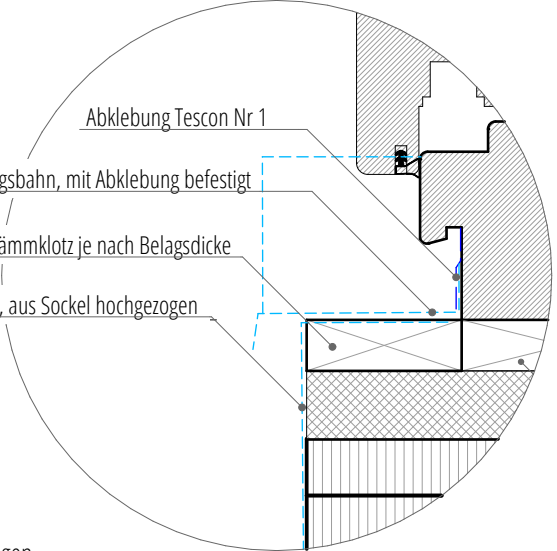 Abklebung Tescon Nr 1
gsbahn, mit Abklebung befestigt
ämmklotz je nach Belagsdicke
, aus Sockel hochgezogen